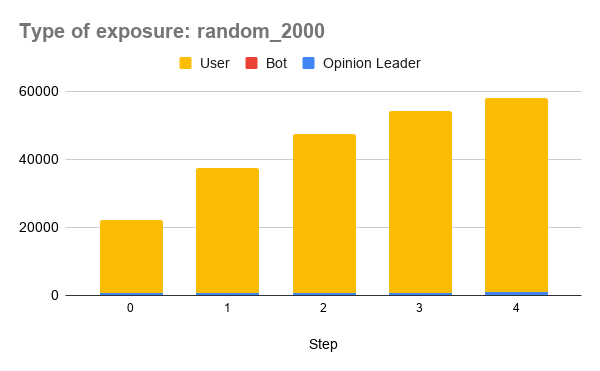 Type of exposure: random_2000
User Bot Opinion Leader
60000
40000
20000
0
0 1 2 3 4
Step